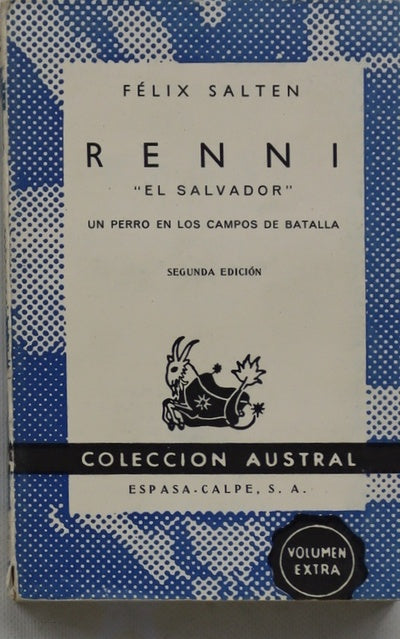 FÉLIX SALTEN
RENNI
"EL SALVADOR"
UN PERRO EN LOS CAMPOS DE BATALLA
SEGUNDA EDICIÓN
COLECCION AUSTRAL
ESPASA-CALPE, S. A.
VOLUMEN
EXTRA